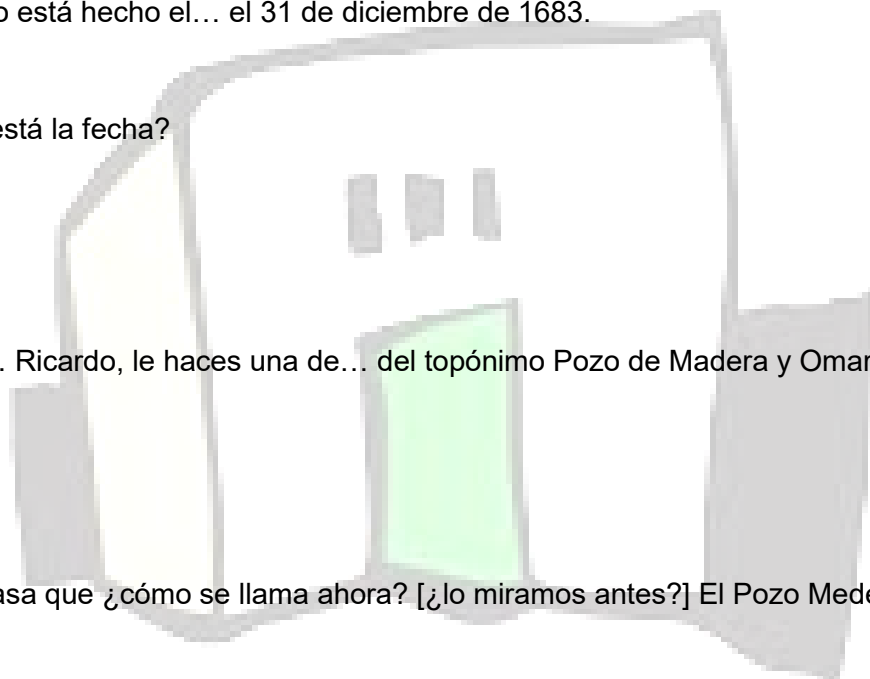 o está hecho el… el 31 de diciembre de 1683.
está la fecha?
. Ricardo, le haces una de… del topónimo Pozo de Madera y Omar
asa que ¿cómo se llama ahora? [¿lo miramos antes?] El Pozo Mede